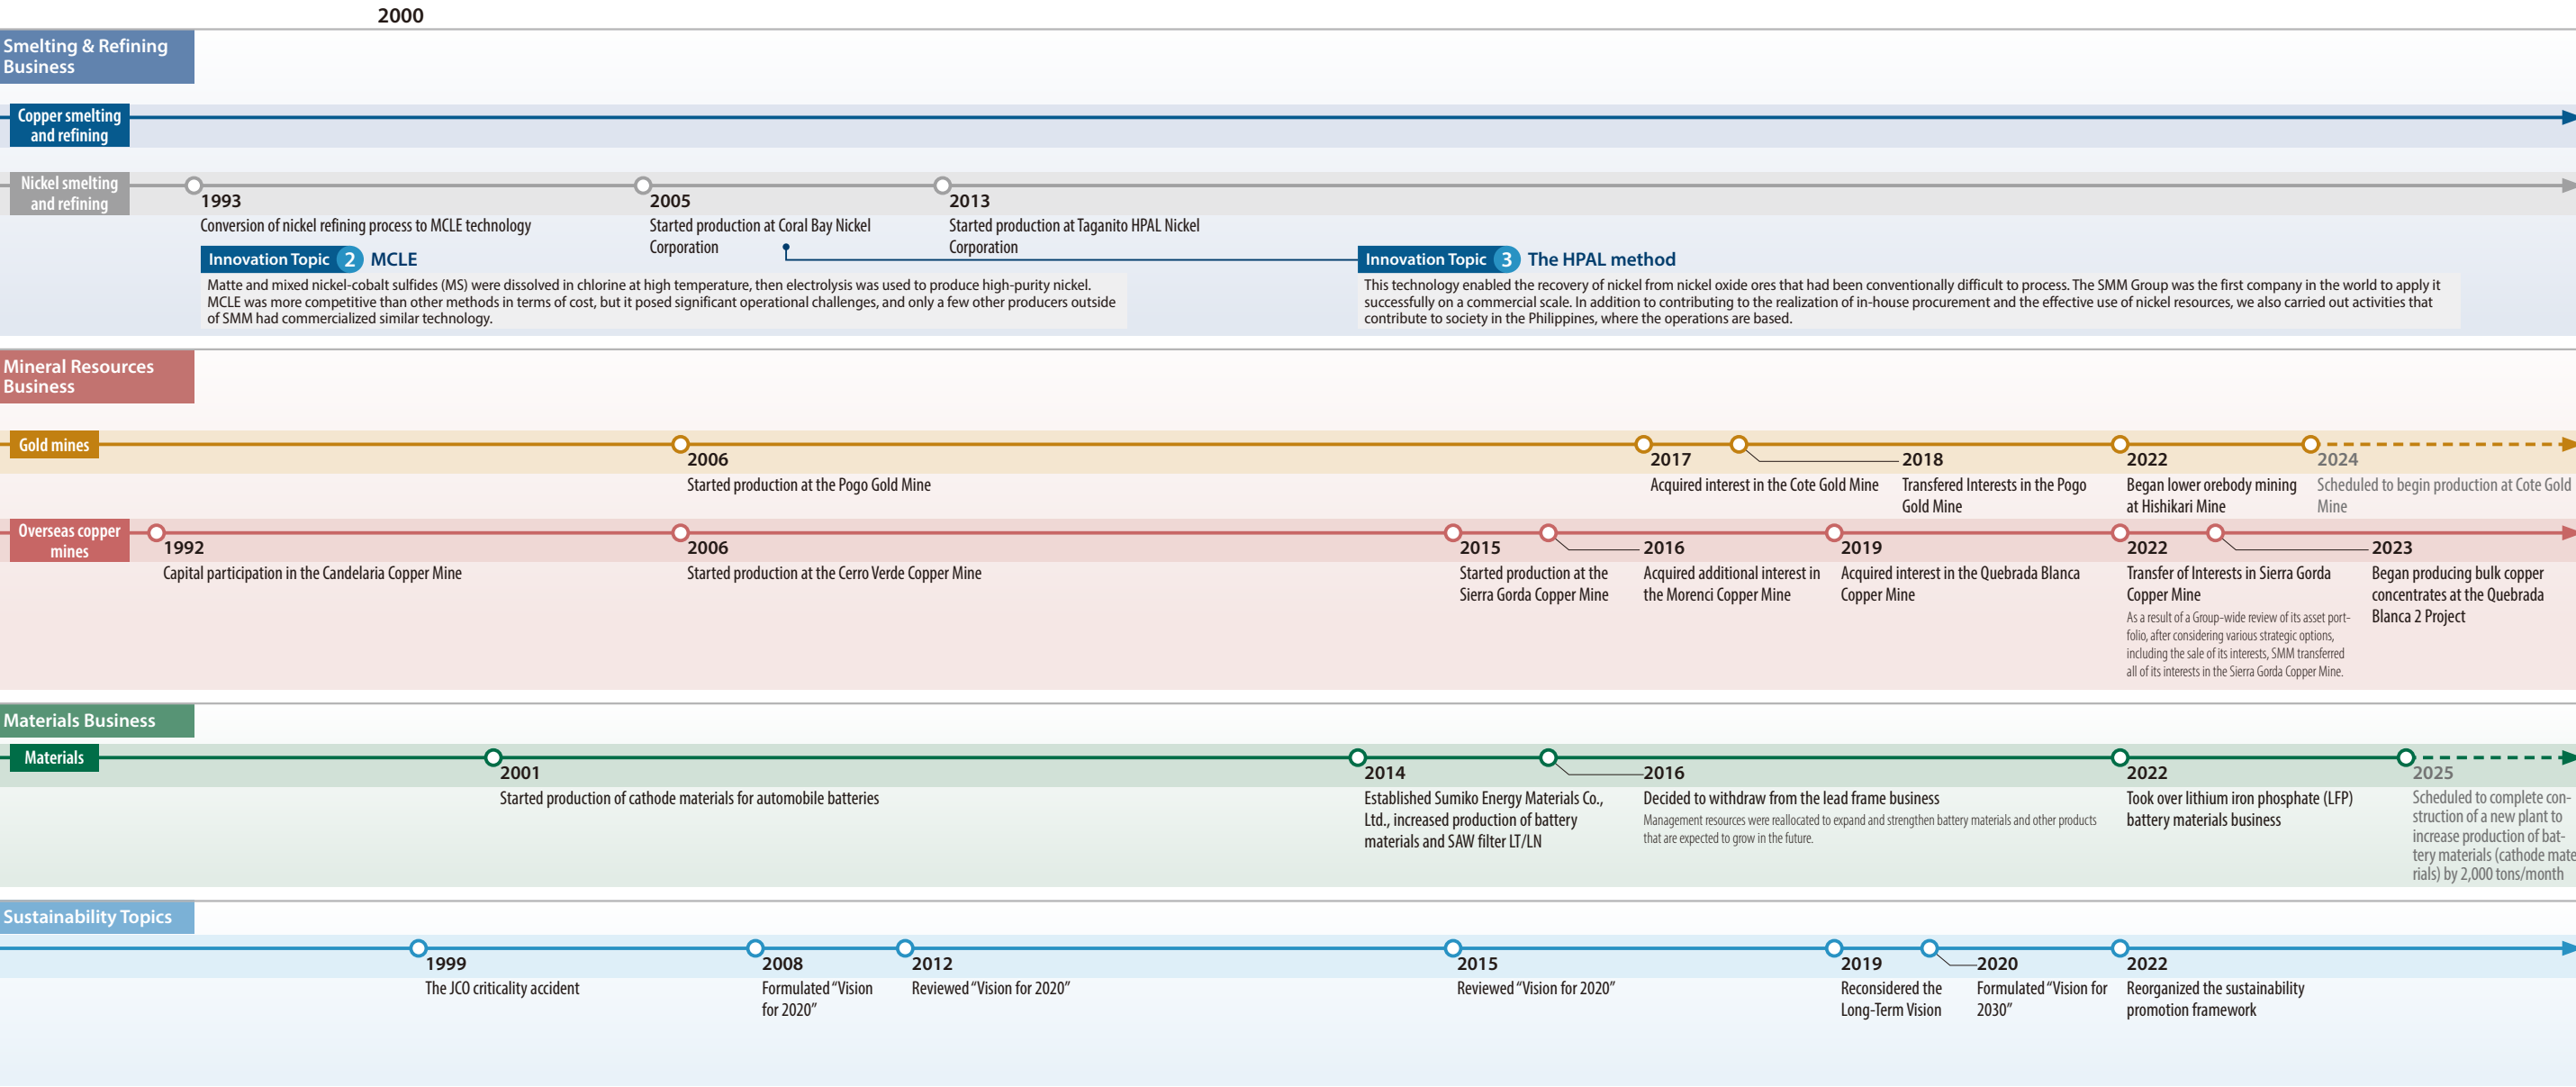 2000
Smelting & Refining
Business
Copper smelting
and refining
Nickel smelting
and refining
1993
Conversion of nickel refining process to MCLE technology
2005
Started production at Coral Bay Nickel
Corporation
2013
Started production at Taganito HPAL Nickel
Corporation
Innovation Topic 2 MCLE
Matte and mixed nickel-cobalt sulfides (MS) were dissolved in chlorine at high temperature, then electrolysis was used to produce high-purity nickel.
MCLE was more competitive than other methods in terms of cost, but it posed significant operational challenges, and only a few other producers outside
of SMM had commercialized similar technology.
Innovation Topic 3 The HPAL method
This technology enabled the recovery of nickel from nickel oxide ores that had been conventionally difficult to process. The SMM Group was the first company in the world to apply it
successfully on a commercial scale. In addition to contributing to the realization of in-house procurement and the effective use of nickel resources, we also carried out activities that
contribute to society in the Philippines, where the operations are based.
Mineral Resources
Business
Gold mines
2006
Started production at the Pogo Gold Mine
2017
Acquired interest in the Cote Gold Mine
2018
Transfered Interests in the Pogo
Gold Mine
2022
Began lower orebody mining
at Hishikari Mine
2024
Scheduled to begin production at Cote Gold
Mine
Overseas copper
mines
1992
Capital participation in the Candelaria Copper Mine
2006
Started production at the Cerro Verde Copper Mine
2015
Started production at the
Sierra Gorda Copper Mine
2016
Acquired additional interest in
the Morenci Copper Mine
2019
Acquired interest in the Quebrada Blanca
Copper Mine
2022
Transfer of Interests in Sierra Gorda
Copper Mine
As a result of a Group-wide review of its asset port-
folio, after considering various strategic options,
including the sale of its interests, SMM transferred
all of its interests in the Sierra Gorda Copper Mine.
2023
Began producing bulk copper
concentrates at the Quebrada
Blanca 2 Project
Materials Business
Materials
2001
Started production of cathode materials for automobile batteries
2014
Established Sumiko Energy Materials Co.,
Ltd., increased production of battery
materials and SAW filter LT/LN
2016
Decided to withdraw from the lead frame business
Management resources were reallocated to expand and strengthen battery materials and other products
that are expected to grow in the future.
2022
Took over lithium iron phosphate (LFP)
battery materials business
2025
Scheduled to complete con-
struction of a new plant to
increase production of bat-
tery materials (cathode mate
rials) by 2,000 tons/month
Sustainability Topics
1999
The JCO criticality accident
2008
Formulated “Vision
for 2020”
2012
Reviewed “Vision for 2020”
2015
Reviewed “Vision for 2020”
2019
Reconsidered the
Long-Term Vision
2020
Formulated “Vision for
2030”
2022
Reorganized the sustainability
promotion framework